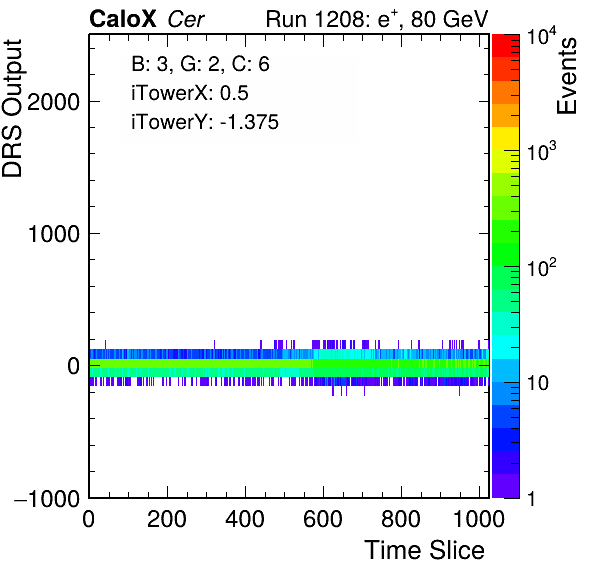 CaloX Cer
Run 1208: e⁺, 80 GeV
B: 3, G: 2, C: 6
iTowerX: 0.5
iTowerY: -1.375
DRS Output
2000
1000
0
−1000
0 200 400 600 800 1000
Time Slice
10⁴
10³
10²
10
1
Events